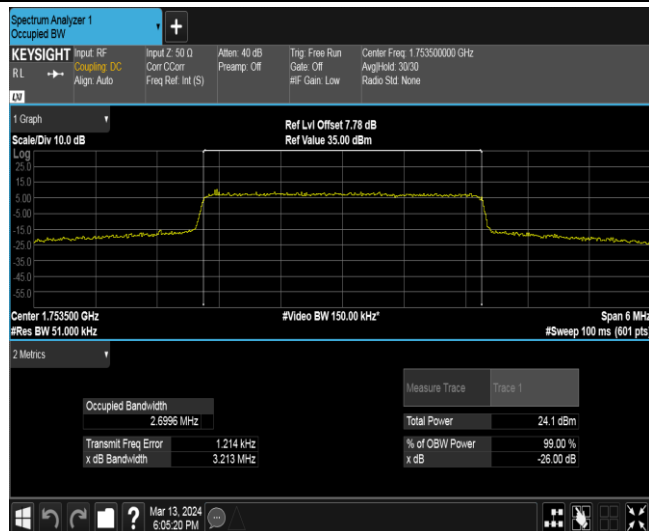 Spectrum Analyzer 1
Occupied BW
+
KEYSIGHT
RL
LXI
Input: RF
Coupling: DC
Align: Auto
Input Z: 50 Ω
Corr CCorr
Freq Ref: Int (S)
Atten: 40 dB
Preamp: Off
Trig: Free Run
Gate: Off
#IF Gain: Low
Center Freq: 1.753500000 GHz
Avg|Hold: 30/30
Radio Std: None
1 Graph
Scale/Div 10.0 dB
Ref Lvl Offset 7.78 dB
Ref Value 35.00 dBm
Log
25.0
15.0
5.00
-5.00
-15.0
-25.0
-35.0
-45.0
-55.0
Center 1.753500 GHz
#Video BW 150.00 kHz*
Span 6 MHz
#Res BW 51.000 kHz
#Sweep 100 ms (601 pts)
2 Metrics
Measure Trace Trace 1
Occupied Bandwidth
2.6996 MHz
Total Power 24.1 dBm
Transmit Freq Error 1.214 kHz
% of OBW Power 99.00 %
x dB Bandwidth 3.213 MHz
x dB -26.00 dB
?
Mar 13, 2024
6:05:20 PM